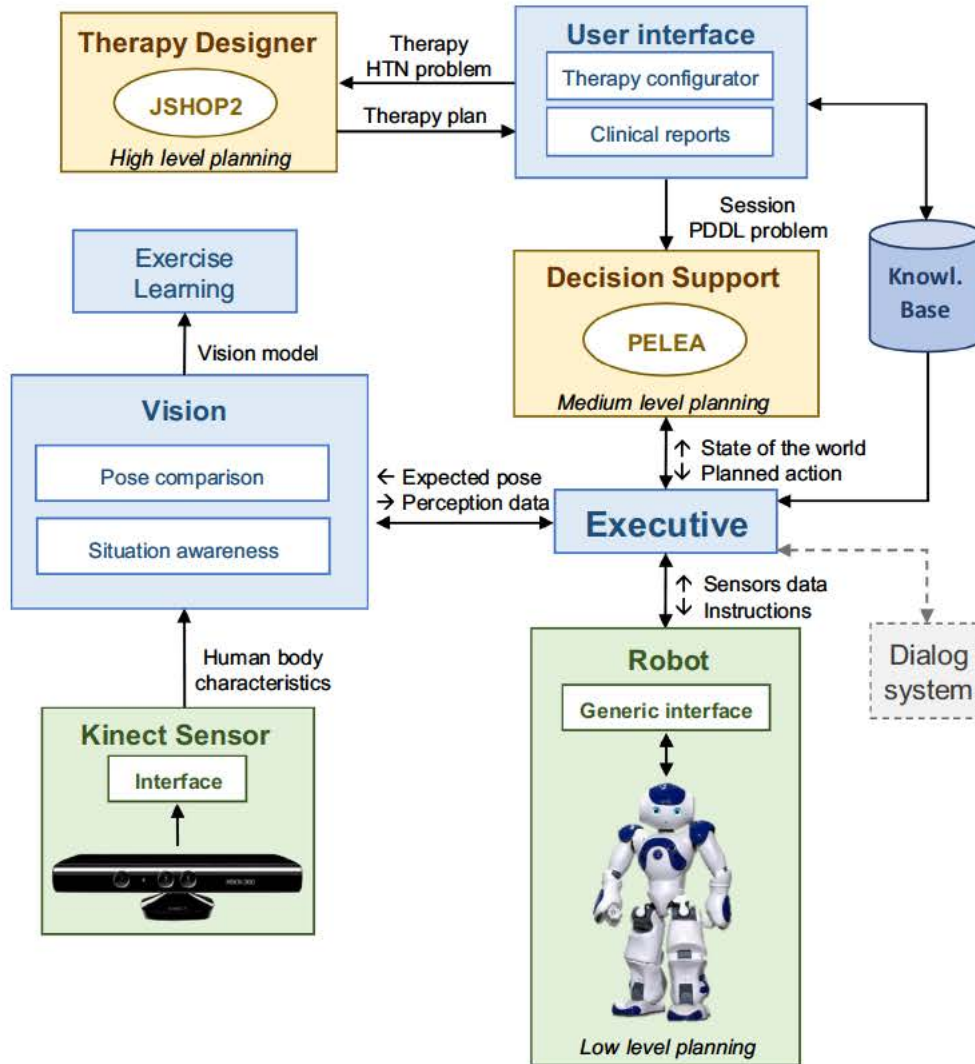 Therapy Designer
JSHOP2
High level planning
Therapy
HTN problem
Therapy plan
User interface
Therapy configurator
Clinical reports
Session
PDDL problem
Exercise
Learning
Vision model
Decision Support
PELEA
Medium level planning
Knowl.
Base
Vision
Pose comparison
Situation awareness
← Expected pose
→ Perception data
↑ State of the world
↓ Planned action
Executive
↑ Sensors data
↓ Instructions
Dialog
system
Human body
characteristics
Kinect Sensor
Interface
XBOX 360
Robot
Generic interface
Low level planning